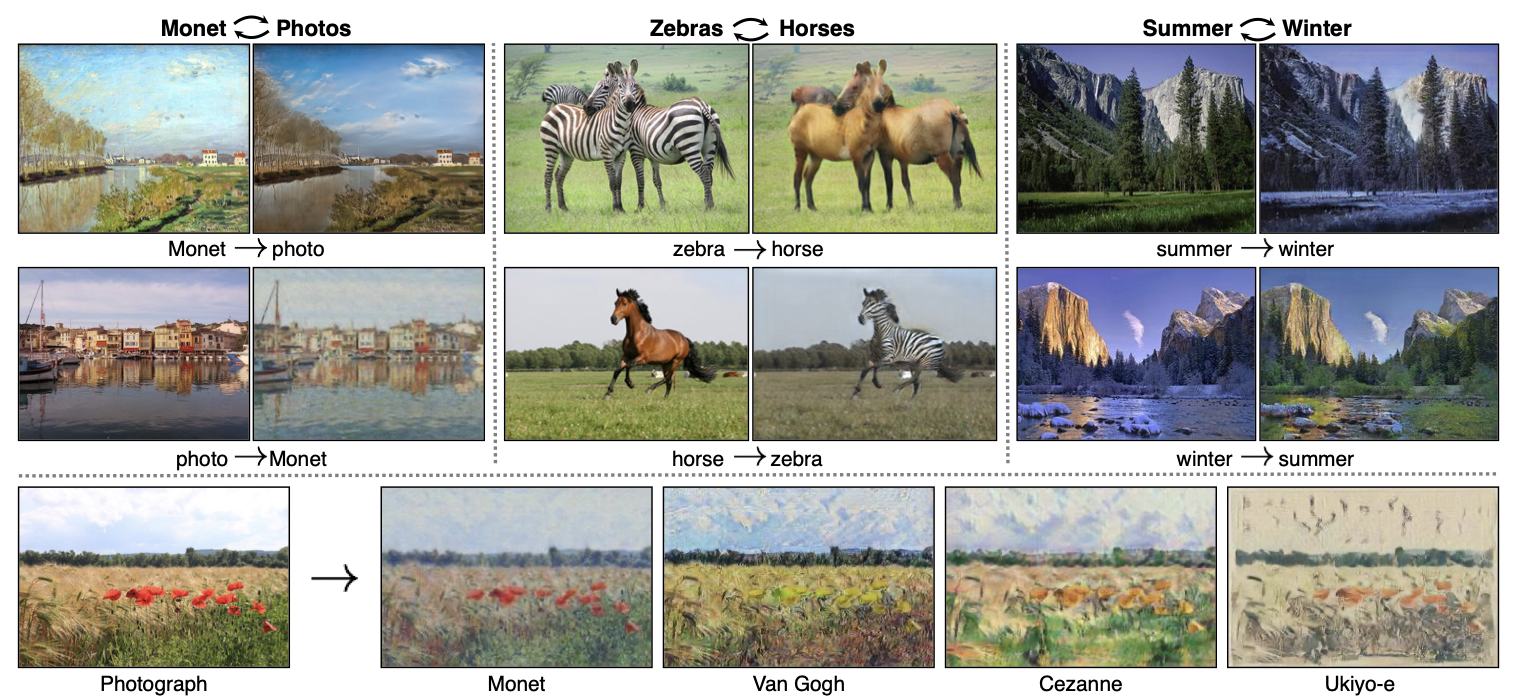 Monet ⇄ Photos
Zebras ⇄ Horses
Summer ⇄ Winter
Monet → photo
zebra → horse
summer → winter
photo → Monet
horse → zebra
winter → summer
Photograph
Monet
Van Gogh
Cezanne
Ukiyo-e